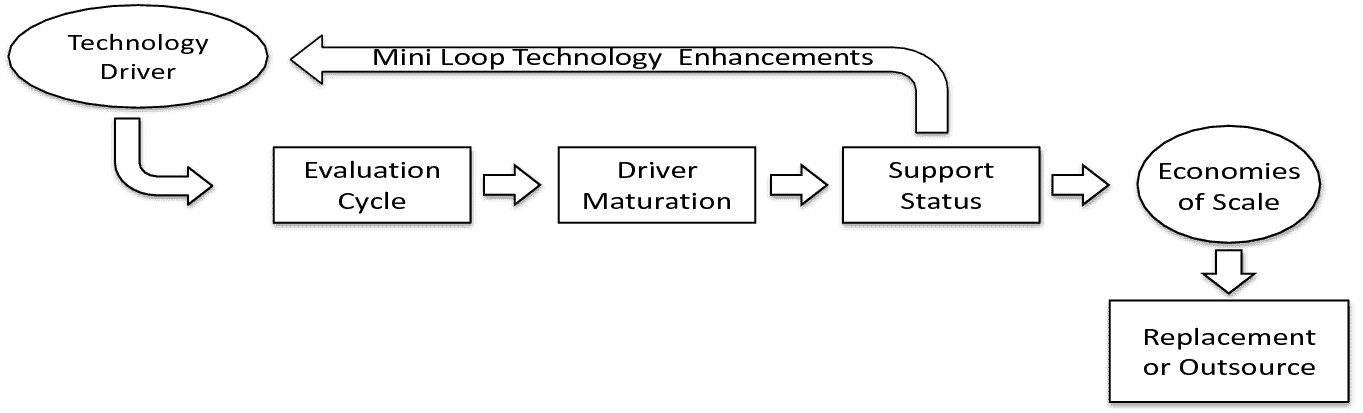 Technology
Driver
Mini Loop Technology Enhancements
Evaluation
Cycle
Driver
Maturation
Support
Status
Economies
of Scale
Replacement
or Outsource